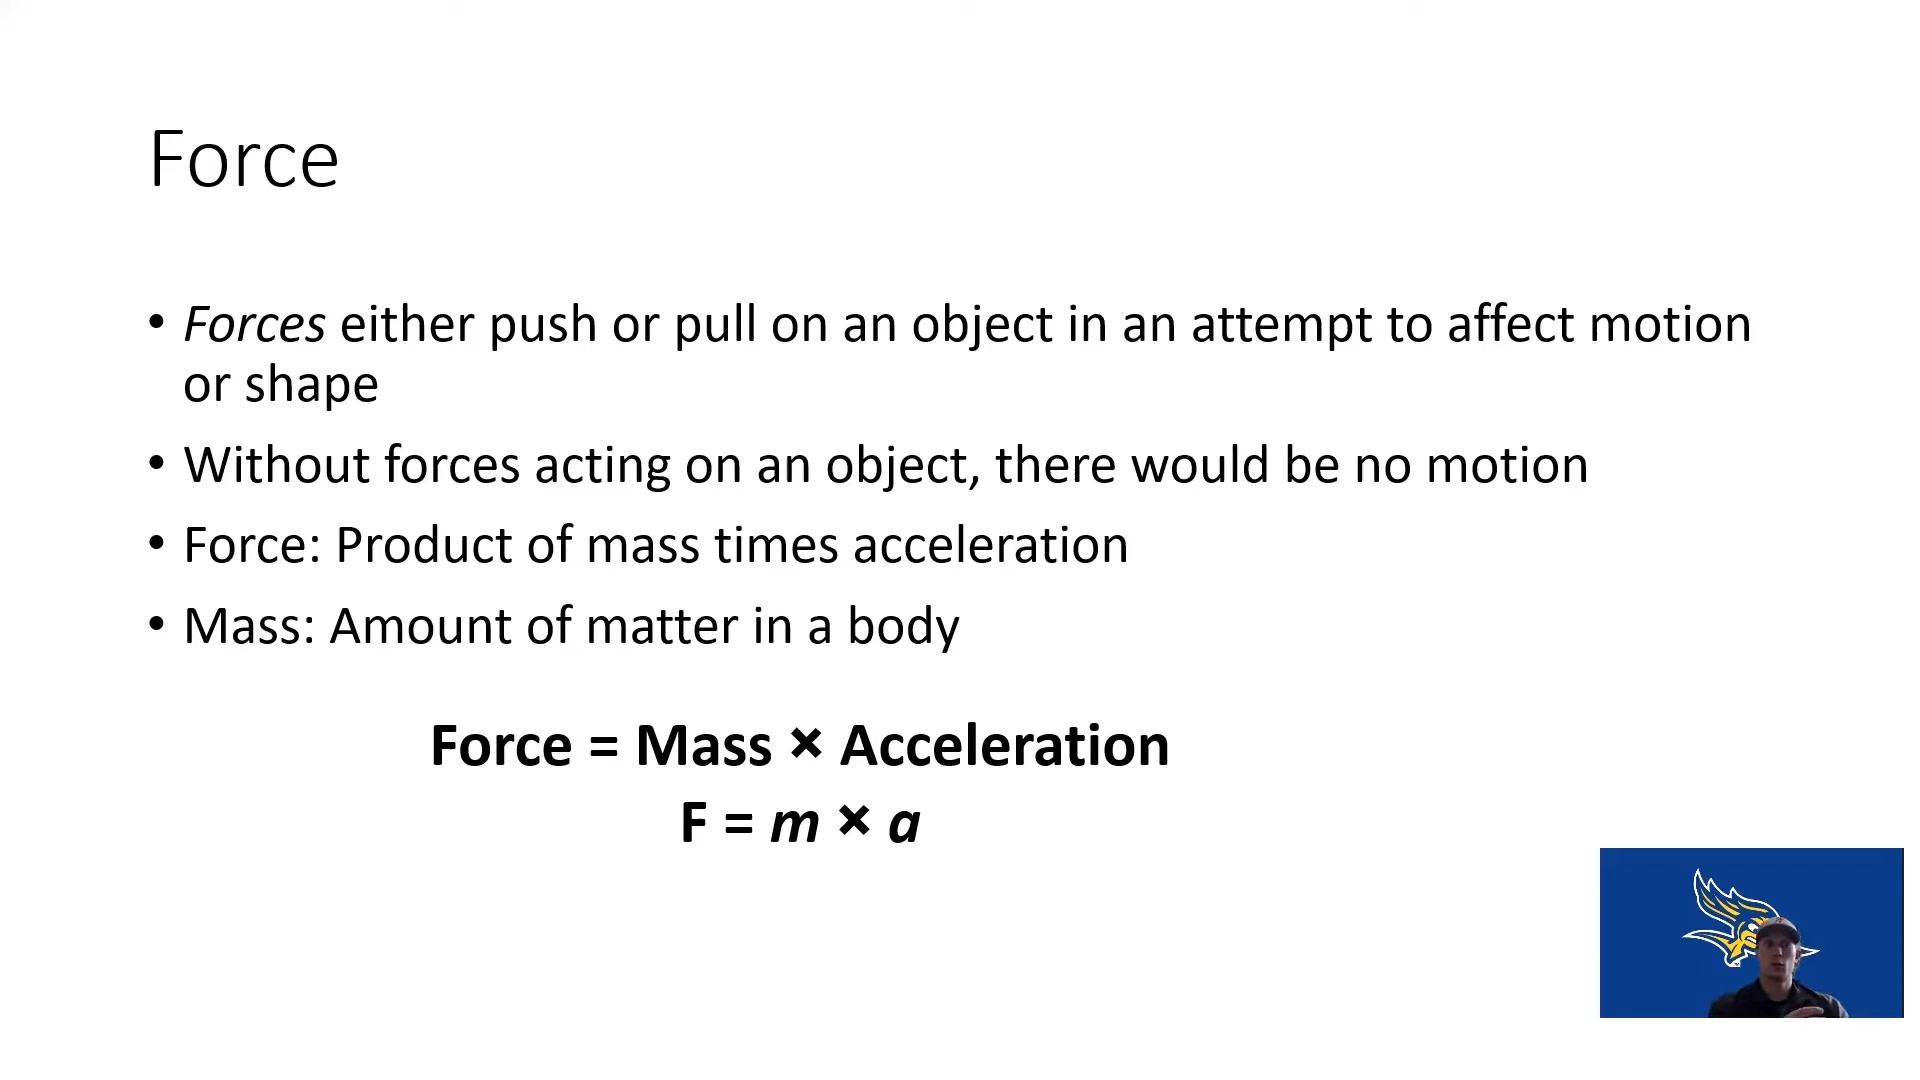 Force
• Forces either push or pull on an object in an attempt to affect motion
or shape
• Without forces acting on an object, there would be no motion
• Force: Product of mass times acceleration
• Mass: Amount of matter in a body
Force = Mass × Acceleration
F = m × a